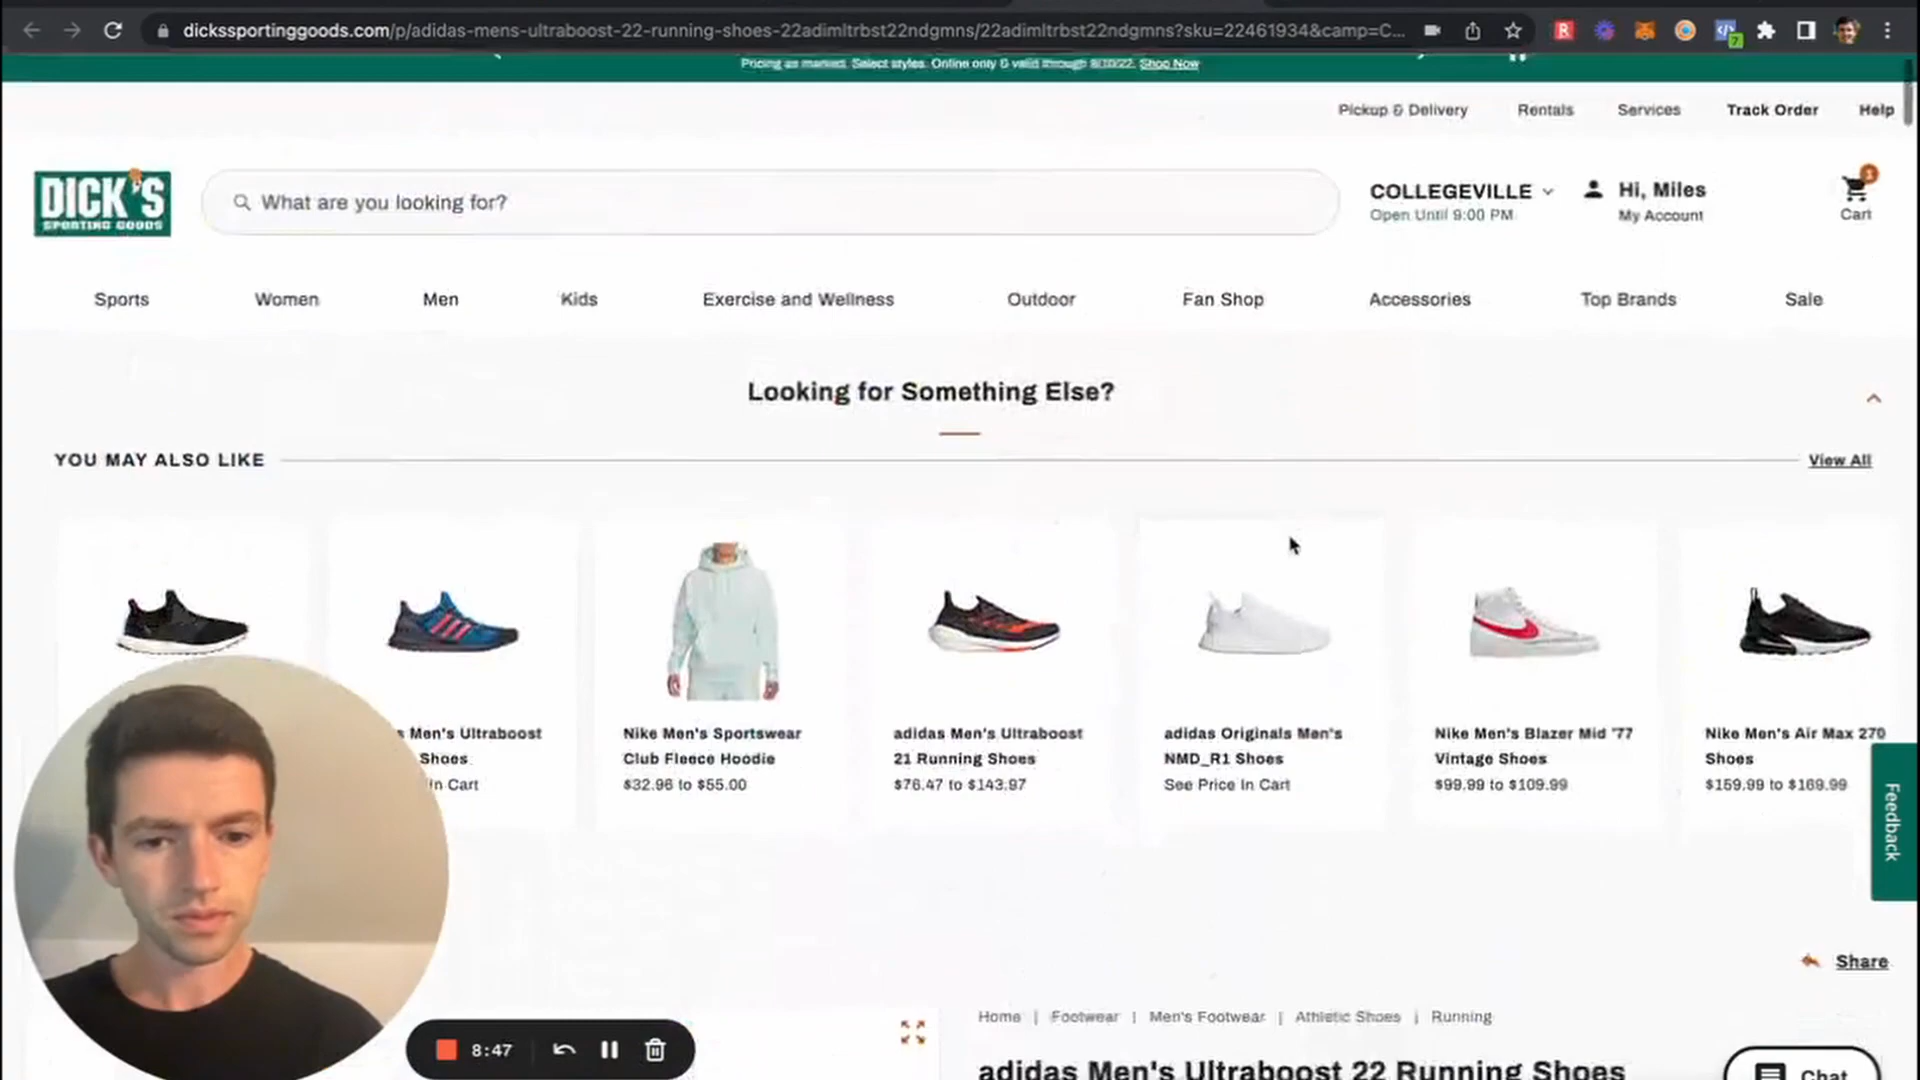 dickssportinggoods.com/p/adidas-mens-ultraboost-22-running-shoes-22adimltrbst22ndgmns/22adimltrbst22ndgmns?sku=22461934&camp=C...
7
Pricing as marked. Select styles. Online only & valid through 8/10/22. Shop Now
Pickup & Delivery Rentals Services Track Order Help
DICK'S
SPORTING GOODS
What are you looking for?
COLLEGEVILLE
Open Until 9:00 PM
Hi, Miles
My Account
1
Cart
Sports Women Men Kids Exercise and Wellness Outdoor Fan Shop Accessories Top Brands Sale
Looking for Something Else?
YOU MAY ALSO LIKE
View All
s Men's Ultraboost
Shoes
in Cart
Nike Men's Sportswear
Club Fleece Hoodie
$32.96 to $55.00
adidas Men's Ultraboost
21 Running Shoes
$76.47 to $143.97
adidas Originals Men's
NMD_R1 Shoes
See Price In Cart
Nike Men's Blazer Mid '77
Vintage Shoes
$99.99 to $109.99
Nike Men's Air Max 270
Shoes
$159.99 to $169.99
Feedback
Share
Home | Footwear | Men's Footwear | Athletic Shoes | Running
adidas Men's Ultraboost 22 Running Shoes
Chat
8:47